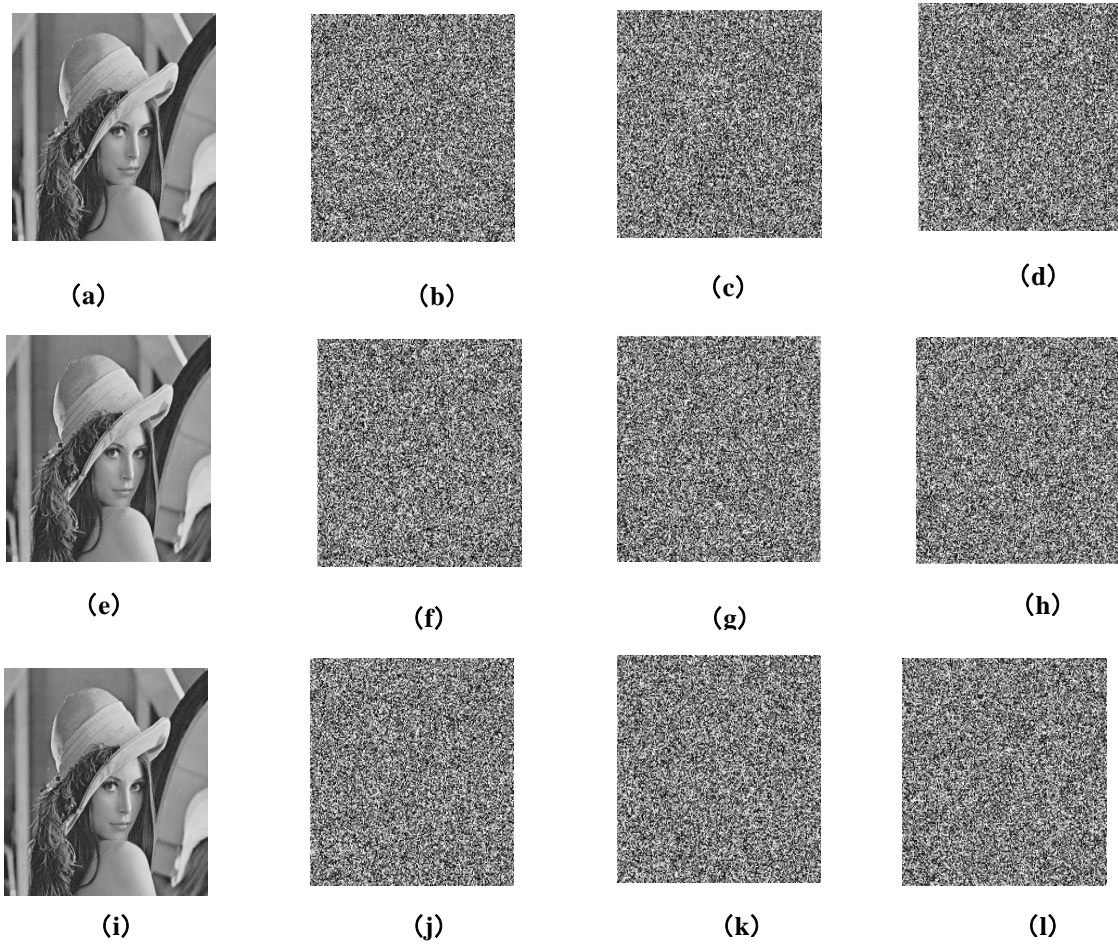 （a）
（b）
（c）
（d）
（e）
（f）
（g）
（h）
（i）
（j）
（k）
（l）